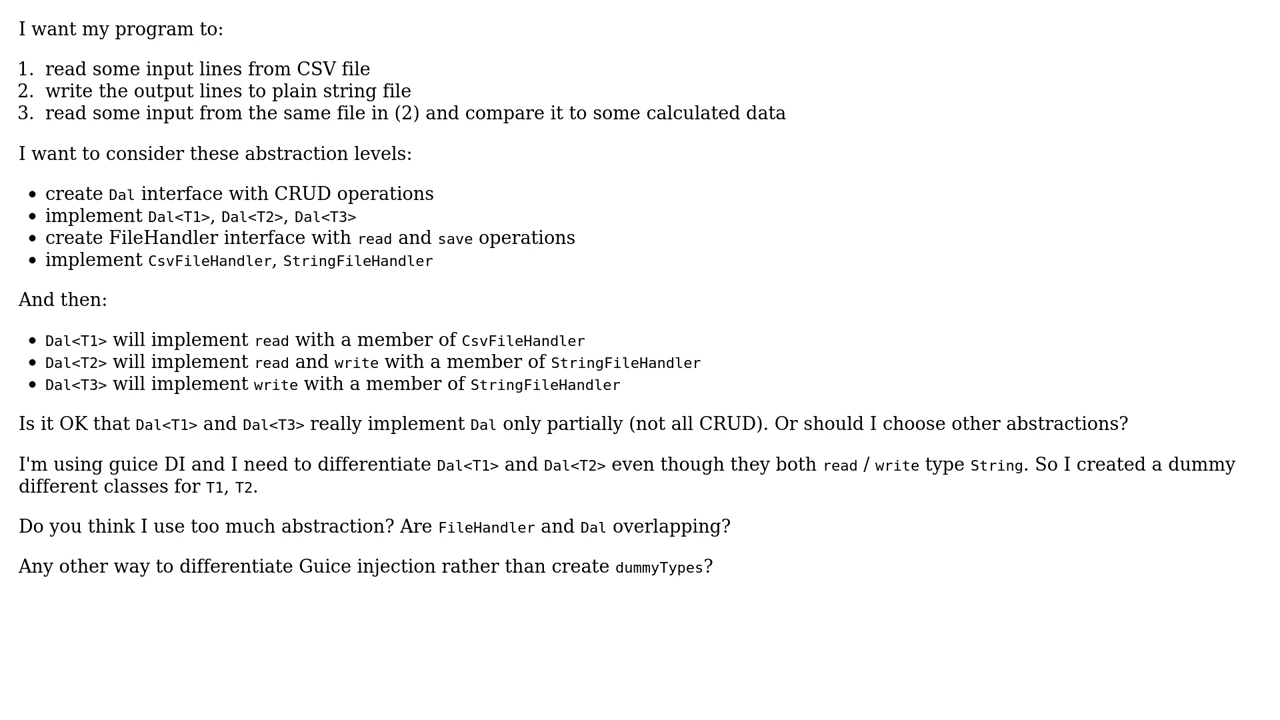 I want my program to:
1. read some input lines from CSV file
2. write the output lines to plain string file
3. read some input from the same file in (2) and compare it to some calculated data
I want to consider these abstraction levels:
• create Dal interface with CRUD operations
• implement Dal<T1>, Dal<T2>, Dal<T3>
• create FileHandler interface with read and save operations
• implement CsvFileHandler, StringFileHandler
And then:
• Dal<T1> will implement read with a member of CsvFileHandler
• Dal<T2> will implement read and write with a member of StringFileHandler
• Dal<T3> will implement write with a member of StringFileHandler
Is it OK that Dal<T1> and Dal<T3> really implement Dal only partially (not all CRUD). Or should I choose other abstractions?
I'm using guice DI and I need to differentiate Dal<T1> and Dal<T2> even though they both read / write type String. So I created a dummy
different classes for T1, T2.
Do you think I use too much abstraction? Are FileHandler and Dal overlapping?
Any other way to differentiate Guice injection rather than create dummyTypes?